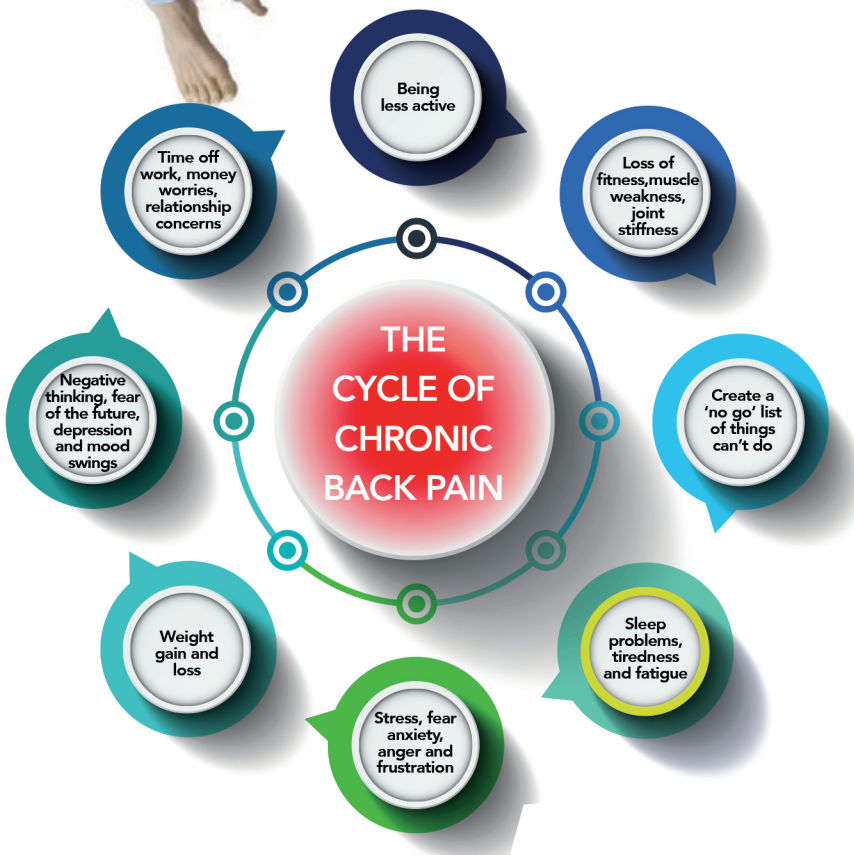 Being
less active
Loss of
fitness,muscle
weakness,
joint
stiffness
Create a
'no go' list
of things
can't do
Sleep
problems,
tiredness
and fatigue
Stress, fear
anxiety,
anger and
frustration
Weight
gain and
loss
Negative
thinking, fear
of the future,
depression
and mood
swings
Time off
work, money
worries,
relationship
concerns
THE
CYCLE OF
CHRONIC
BACK PAIN